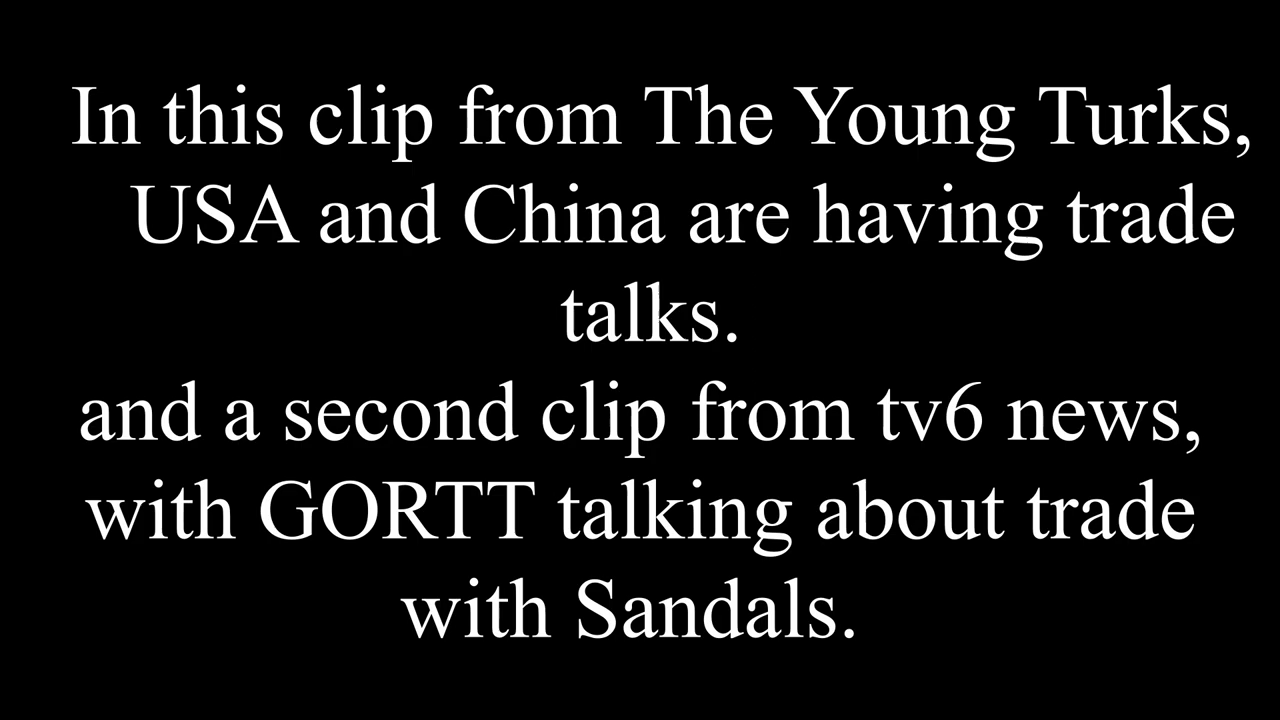 In this clip from The Young Turks,
USA and China are having trade
talks.
and a second clip from tv6 news,
with GORTT talking about trade
with Sandals.